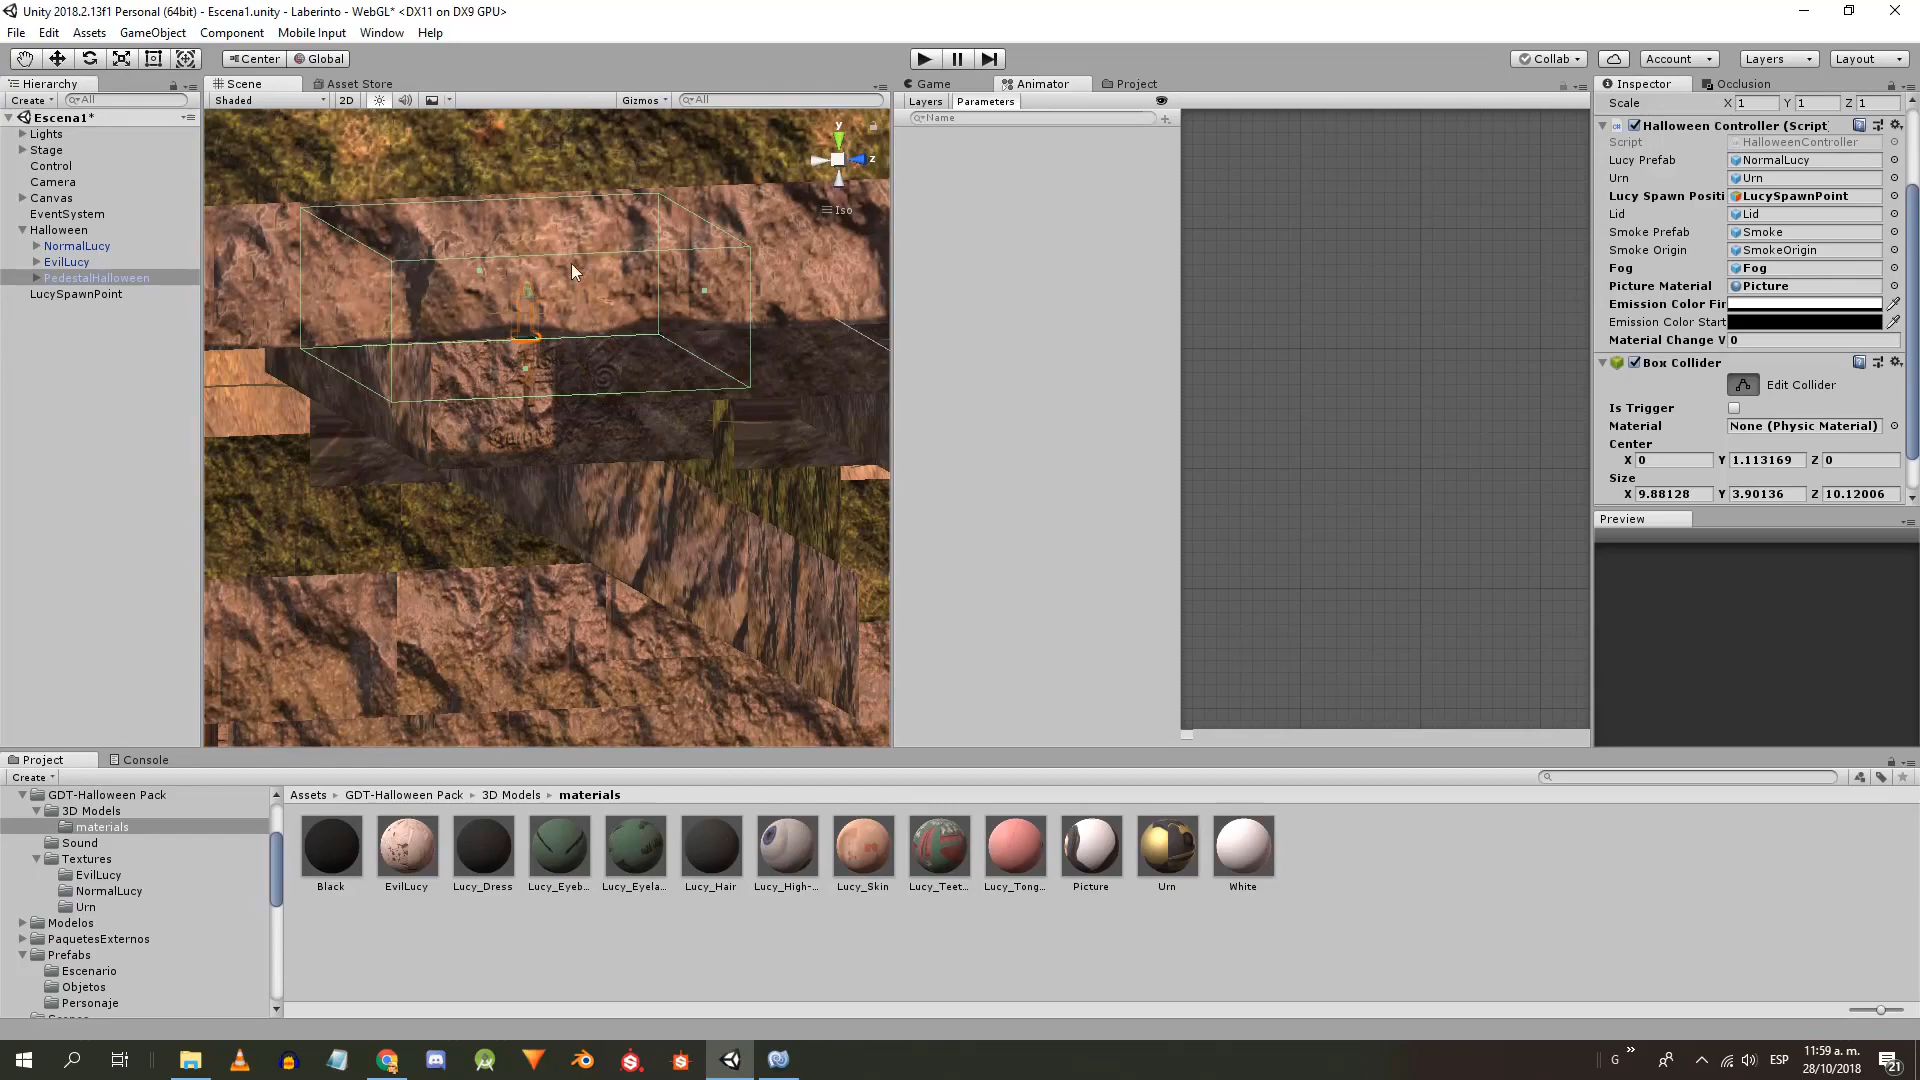 Unity 2018.2.13f1 Personal (64bit) - Escena1.unity - Laberinto - WebGL* <DX11 on DX9 GPU>
File Edit Assets GameObject Component Mobile Input Window Help
Center Global Collab Account Layers Layout
Hierarchy
Create All
Escena1*
Lights
Stage
Control
Camera
Canvas
EventSystem
Halloween
NormalLucy
EvilLucy
PedestalHalloween
LucySpawnPoint
Scene Asset Store
Shaded 2D Gizmos All
y
z
Iso
Game Animator Project
Layers Parameters
Name
Inspector Occlusion
Scale X 1 Y 1 Z 1
Halloween Controller (Script)
Script HalloweenController
Lucy Prefab NormalLucy
Urn Urn
Lucy Spawn Positi LucySpawnPoint
Lid Lid
Smoke Prefab Smoke
Smoke Origin SmokeOrigin
Fog Fog
Picture Material Picture
Emission Color Fir
Emission Color Start
Material Change V 0
Box Collider
Edit Collider
Is Trigger
Material None (Physic Material)
Center
X 0 Y 1.113169 Z 0
Size
X 9.88128 Y 3.90136 Z 10.12006
Preview
Project Console
Create
GDT-Halloween Pack
3D Models
materials
Sound
Textures
EvilLucy
NormalLucy
Urn
Modelos
PaquetesExternos
Prefabs
Escenario
Objetos
Personaje
Assets GDT-Halloween Pack 3D Models materials
Black EvilLucy Lucy_Dress Lucy_Eyeb... Lucy_Eyela... Lucy_Hair Lucy_High-... Lucy_Skin Lucy_Teet... Lucy_Tong... Picture Urn White
G » ESP 11:59 a. m.
28/10/2018 21